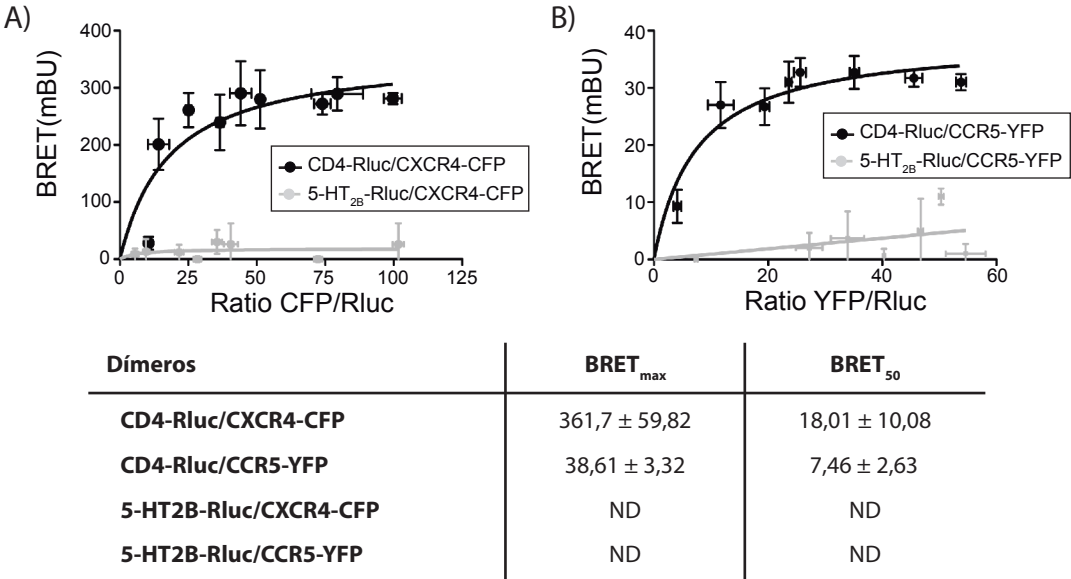 A)
BRET(mBU)
400
300
200
100
0
0 25 50 75 100 125
Ratio CFP/Rluc
CD4-Rluc/CXCR4-CFP
5-HT2B-Rluc/CXCR4-CFP
B)
BRET(mBU)
40
30
20
10
0
0 20 40 60
Ratio YFP/Rluc
CD4-Rluc/CCR5-YFP
5-HT2B-Rluc/CCR5-YFP
Dímeros BRETmax BRET50
CD4-Rluc/CXCR4-CFP 361,7 ± 59,82 18,01 ± 10,08
CD4-Rluc/CCR5-YFP 38,61 ± 3,32 7,46 ± 2,63
5-HT2B-Rluc/CXCR4-CFP ND ND
5-HT2B-Rluc/CCR5-YFP ND ND